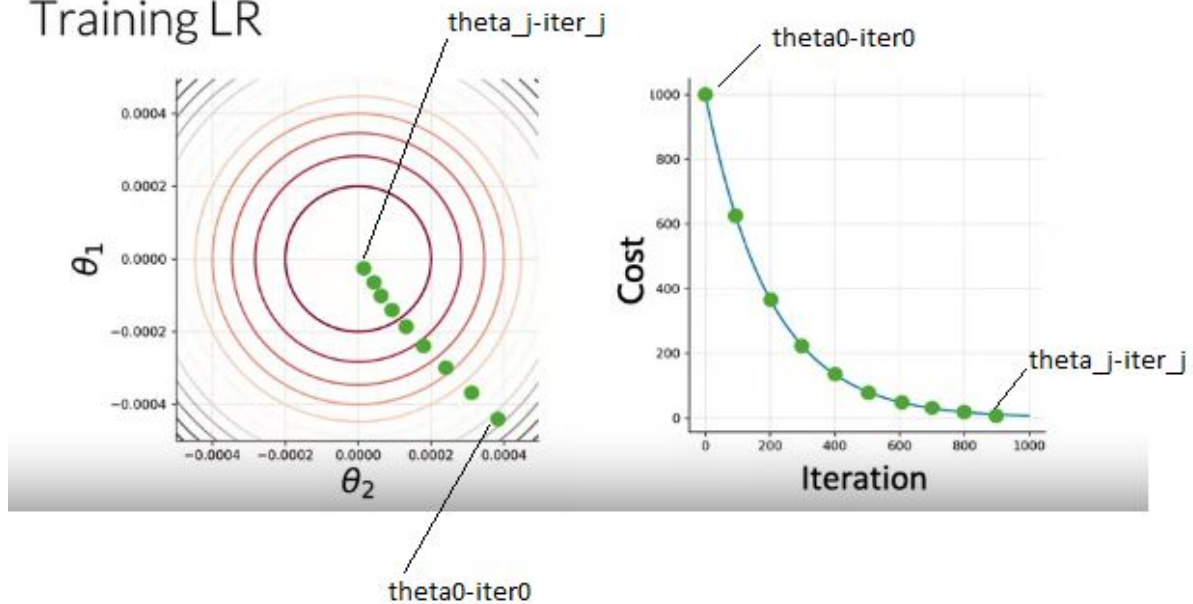 Training LR
theta_j-iter_j
theta0-iter0
0.0004
0.0002
0.0000
−0.0002
−0.0004
θ1
−0.0004 −0.0002 0.0000 0.0002 0.0004
θ2
theta0-iter0
1000
800
600
400
200
0
Cost
theta_j-iter_j
0 200 400 600 800 1000
Iteration